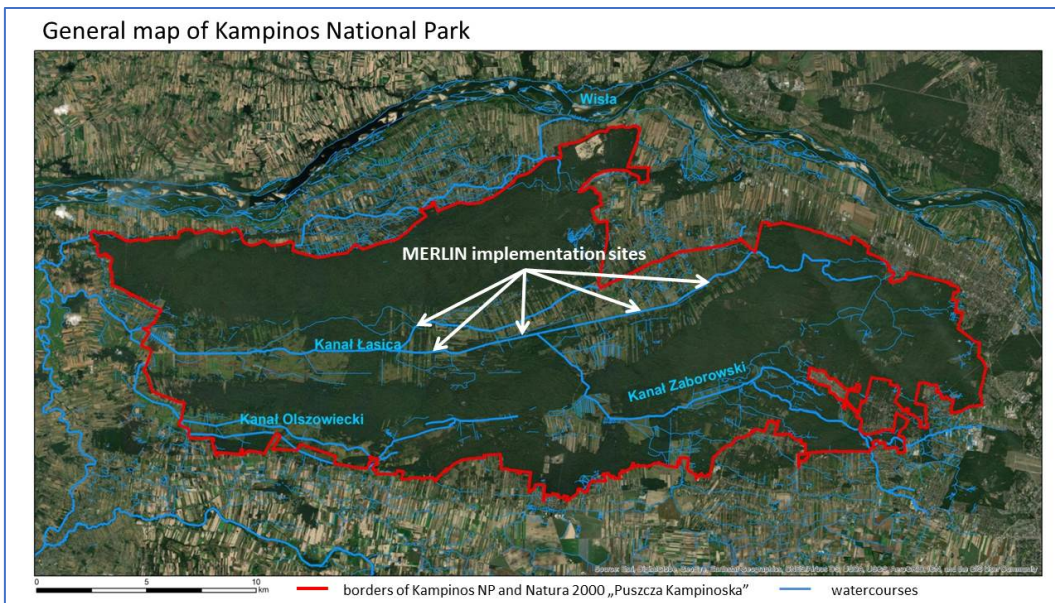 General map of Kampinos National Park
Wisła
MERLIN implementation sites
Kanał Łasica
Kanał Zaborowski
Kanał Olszowiecki
0 5 10
km
borders of Kampinos NP and Natura 2000 „Puszcza Kampinoska”
watercourses